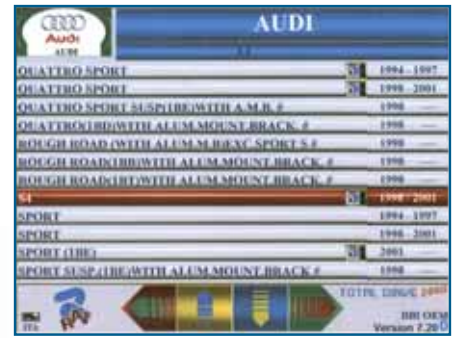 AUDI
Audi
AUDI
QUATTRO SPORT 1994 - 1997
QUATTRO SPORT 1998 - 2001
QUATTRO SPORT SUSP(1BE)WITH A.M.B. # 1998 ----
QUATTRO(1BD)WITH ALUM.MOUNT.BRACK. # 1998 ----
ROUGH ROAD (WITH ALUM.M.B)EXC.SPORT S.# 1998 ----
ROUGH ROAD(1BB)WITH ALUM.MOUNT.BRACK. # 1998 ----
ROUGH ROAD(1BT)WITH ALUM.MOUNT.BRACK. # 1998 ----
S4 1998 - 2001
SPORT 1994 - 1997
SPORT 1998 - 2001
SPORT (1BE) 2001 ----
SPORT SUSP.(1BE)WITH ALUM.MOUNT.BRACK # 1998 ----
TOTAL DRIVE
ITA
Version 7.20